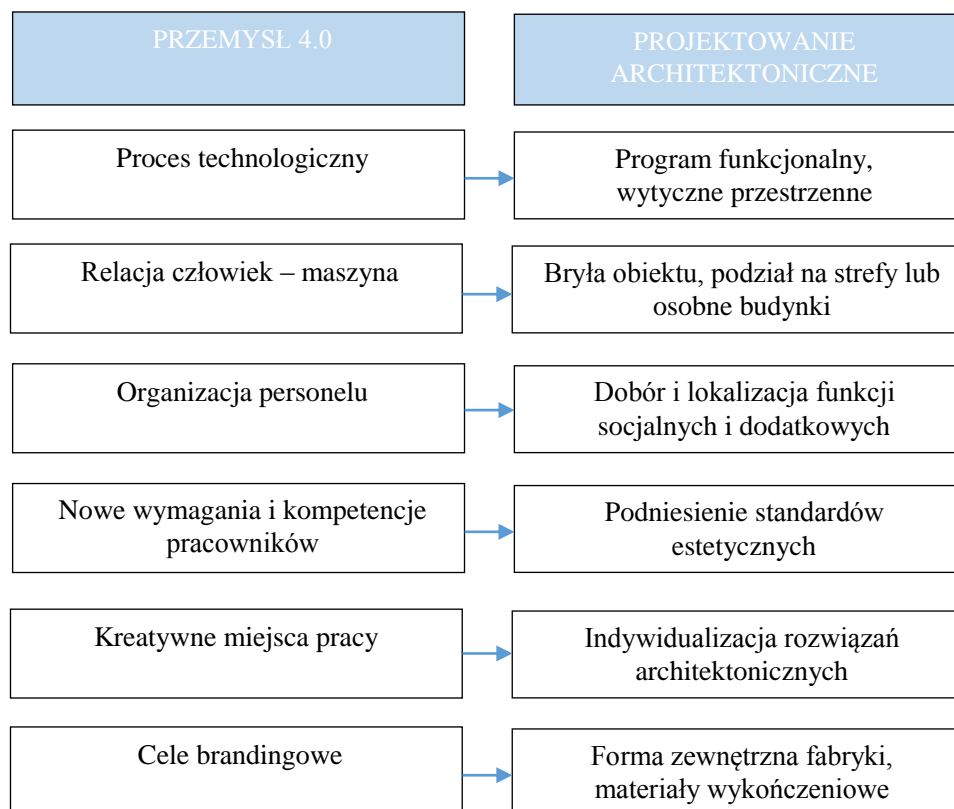 PRZEMYSŁ 4.0
PROJEKTOWANIE
ARCHITEKTONICZNE
Proces technologiczny
Program funkcjonalny,
wytyczne przestrzenne
Relacja człowiek – maszyna
Bryła obiektu, podział na strefy lub
osobne budynki
Organizacja personelu
Dobór i lokalizacja funkcji
socjalnych i dodatkowych
Nowe wymagania i kompetencje
pracowników
Podniesienie standardów
estetycznych
Kreatywne miejsca pracy
Indywidualizacja rozwiązań
architektonicznych
Cele brandingowe
Forma zewnętrzna fabryki,
materiały wykończeniowe